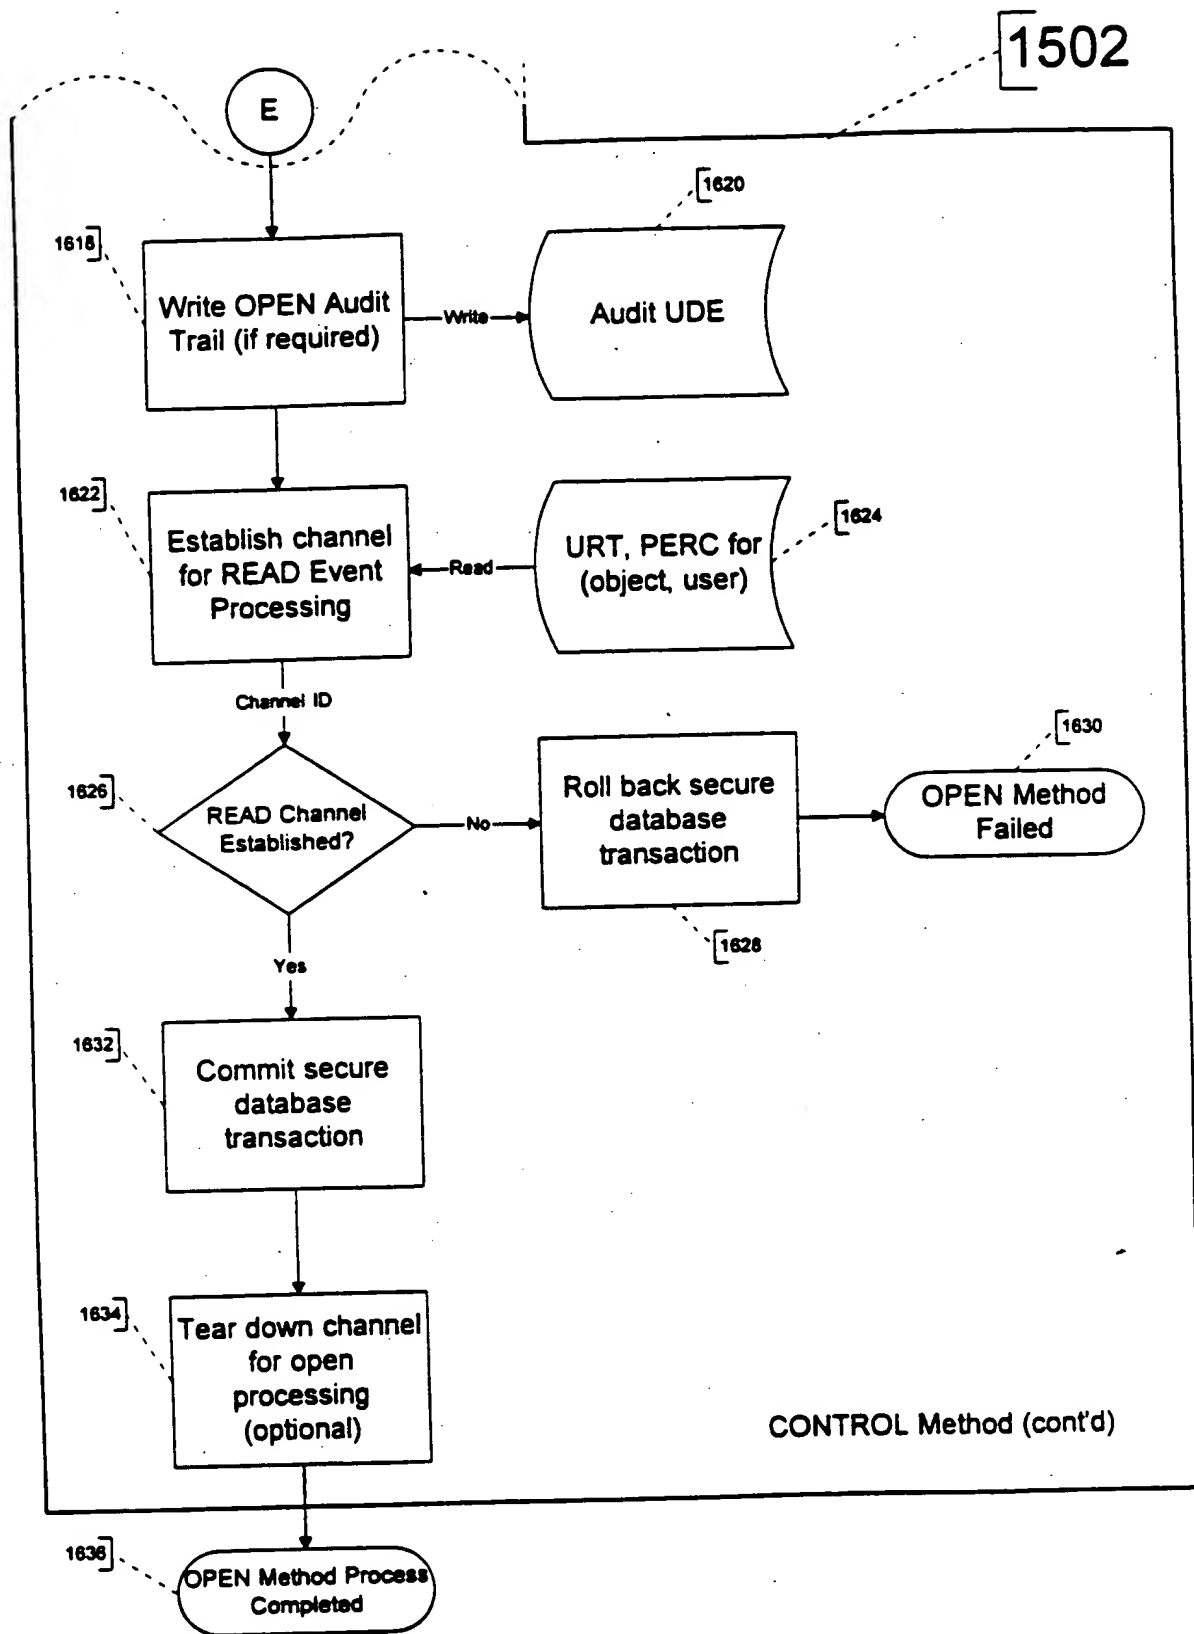 1502
E
1620
1618
Write OPEN Audit
Trail (if required)
Write
Audit UDE
1622
Establish channel
for READ Event
Processing
Read
URT, PERC for
(object, user)
1624
Channel ID
1626
READ Channel
Established?
No
Roll back secure
database
transaction
1628
1630
OPEN Method
Failed
Yes
1632
Commit secure
database
transaction
1634
Tear down channel
for open
processing
(optional)
CONTROL Method (cont'd)
1636
OPEN Method Process
Completed